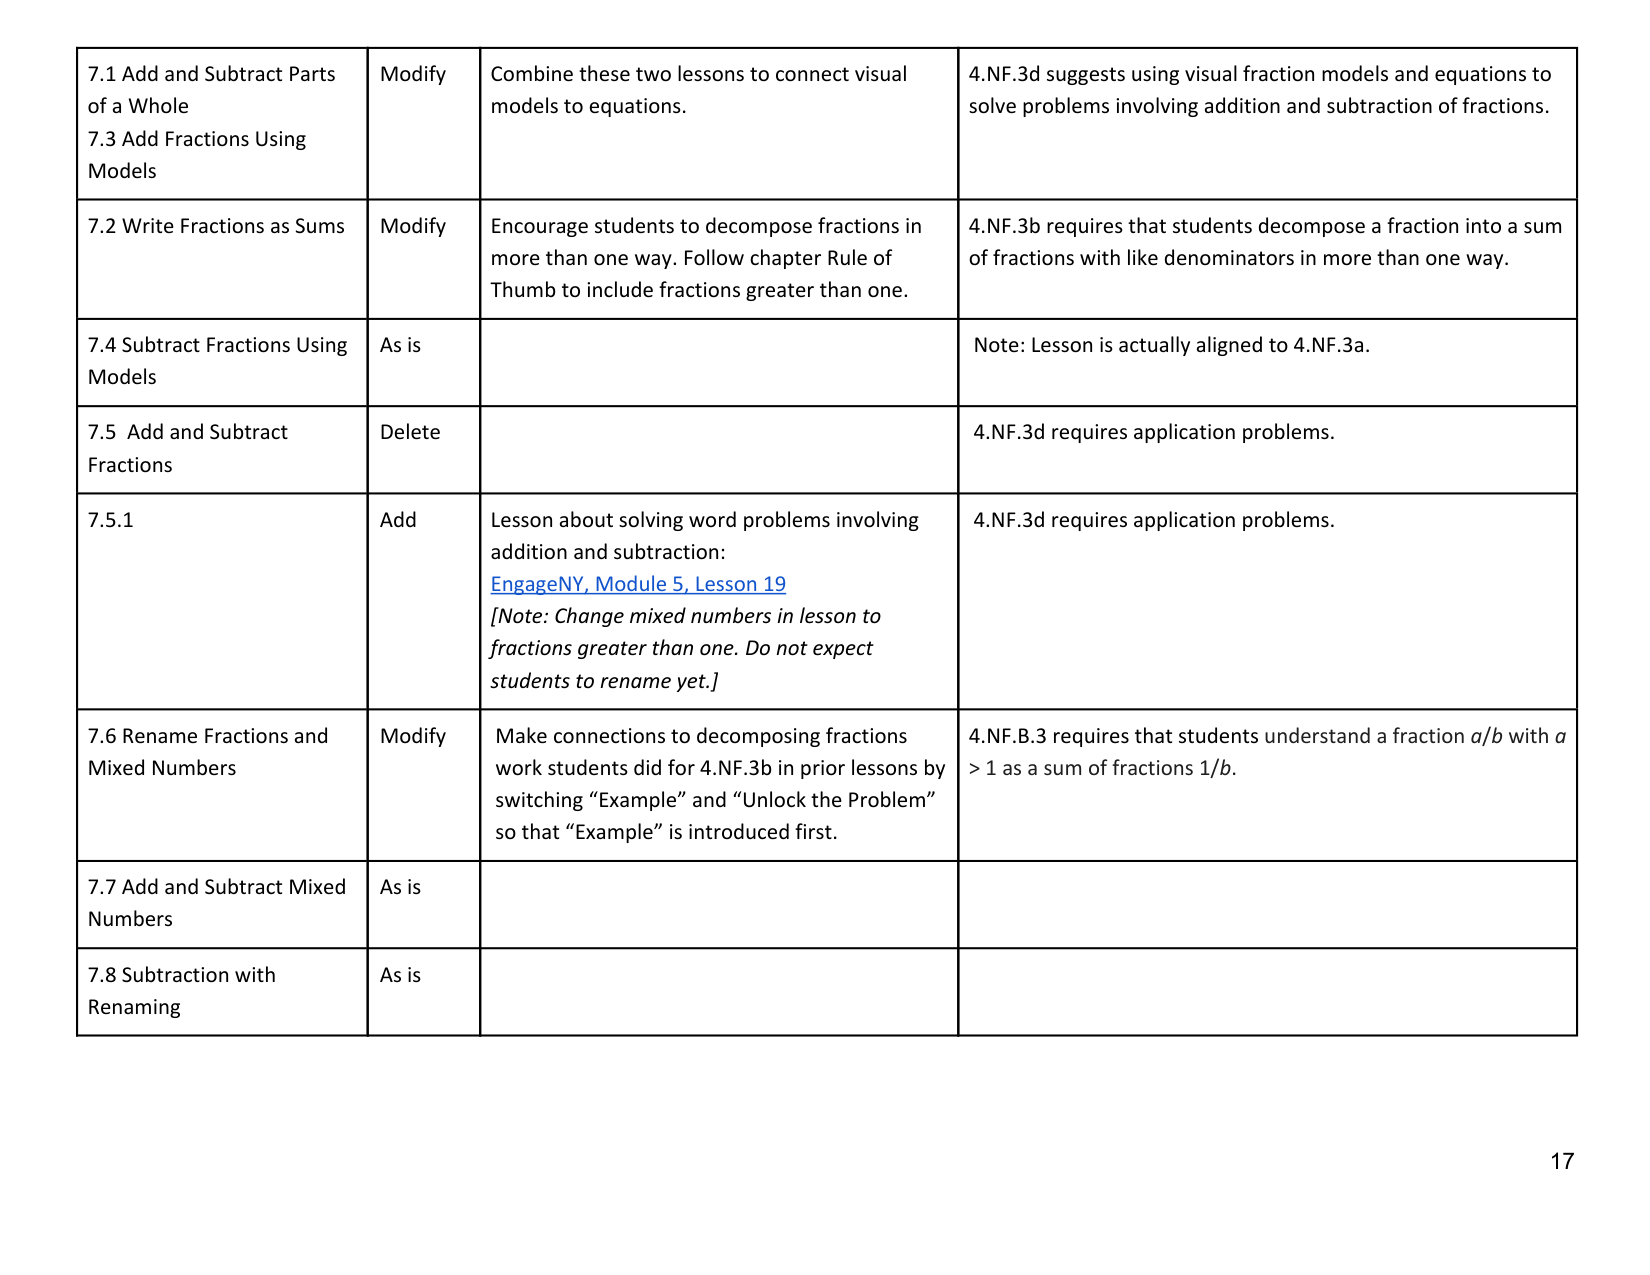 7.1 Add and Subtract Parts
of a Whole
7.3 Add Fractions Using
Models
Modify
Combine these two lessons to connect visual
models to equations.
4.NF.3d suggests using visual fraction models and equations to
solve problems involving addition and subtraction of fractions.
7.2 Write Fractions as Sums
Modify
Encourage students to decompose fractions in
more than one way. Follow chapter Rule of
Thumb to include fractions greater than one.
4.NF.3b requires that students decompose a fraction into a sum
of fractions with like denominators in more than one way.
7.4 Subtract Fractions Using
Models
As is
Note: Lesson is actually aligned to 4.NF.3a.
7.5  Add and Subtract
Fractions
Delete
4.NF.3d requires application problems.
7.5.1
Add
Lesson about solving word problems involving
addition and subtraction:
EngageNY, Module 5, Lesson 19
[Note: Change mixed numbers in lesson to
fractions greater than one. Do not expect
students to rename yet.]
4.NF.3d requires application problems.
7.6 Rename Fractions and
Mixed Numbers
Modify
Make connections to decomposing fractions
work students did for 4.NF.3b in prior lessons by
switching “Example” and “Unlock the Problem”
so that “Example” is introduced first.
4.NF.B.3 requires that students understand a fraction a/b with a
> 1 as a sum of fractions 1/b.
7.7 Add and Subtract Mixed
Numbers
As is
7.8 Subtraction with
Renaming
As is
17